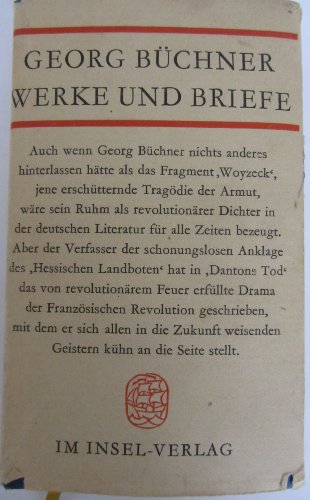 GEORG BÜCHNER
WERKE UND BRIEFE
Auch wenn Georg Büchner nichts anderes
hinterlassen hätte als das Fragment ‚Woyzeck‘,
jene erschütternde Tragödie der Armut,
wäre sein Ruhm als revolutionärer Dichter in
der deutschen Literatur für alle Zeiten bezeugt.
Aber der Verfasser der schonungslosen Anklage
des ‚Hessischen Landboten‘ hat in ‚Dantons Tod‘
das von revolutionärem Feuer erfüllte Drama
der Französischen Revolution geschrieben,
mit dem er sich allen in die Zukunft weisenden
Geistern kühn an die Seite stellt.
IM INSEL-VERLAG